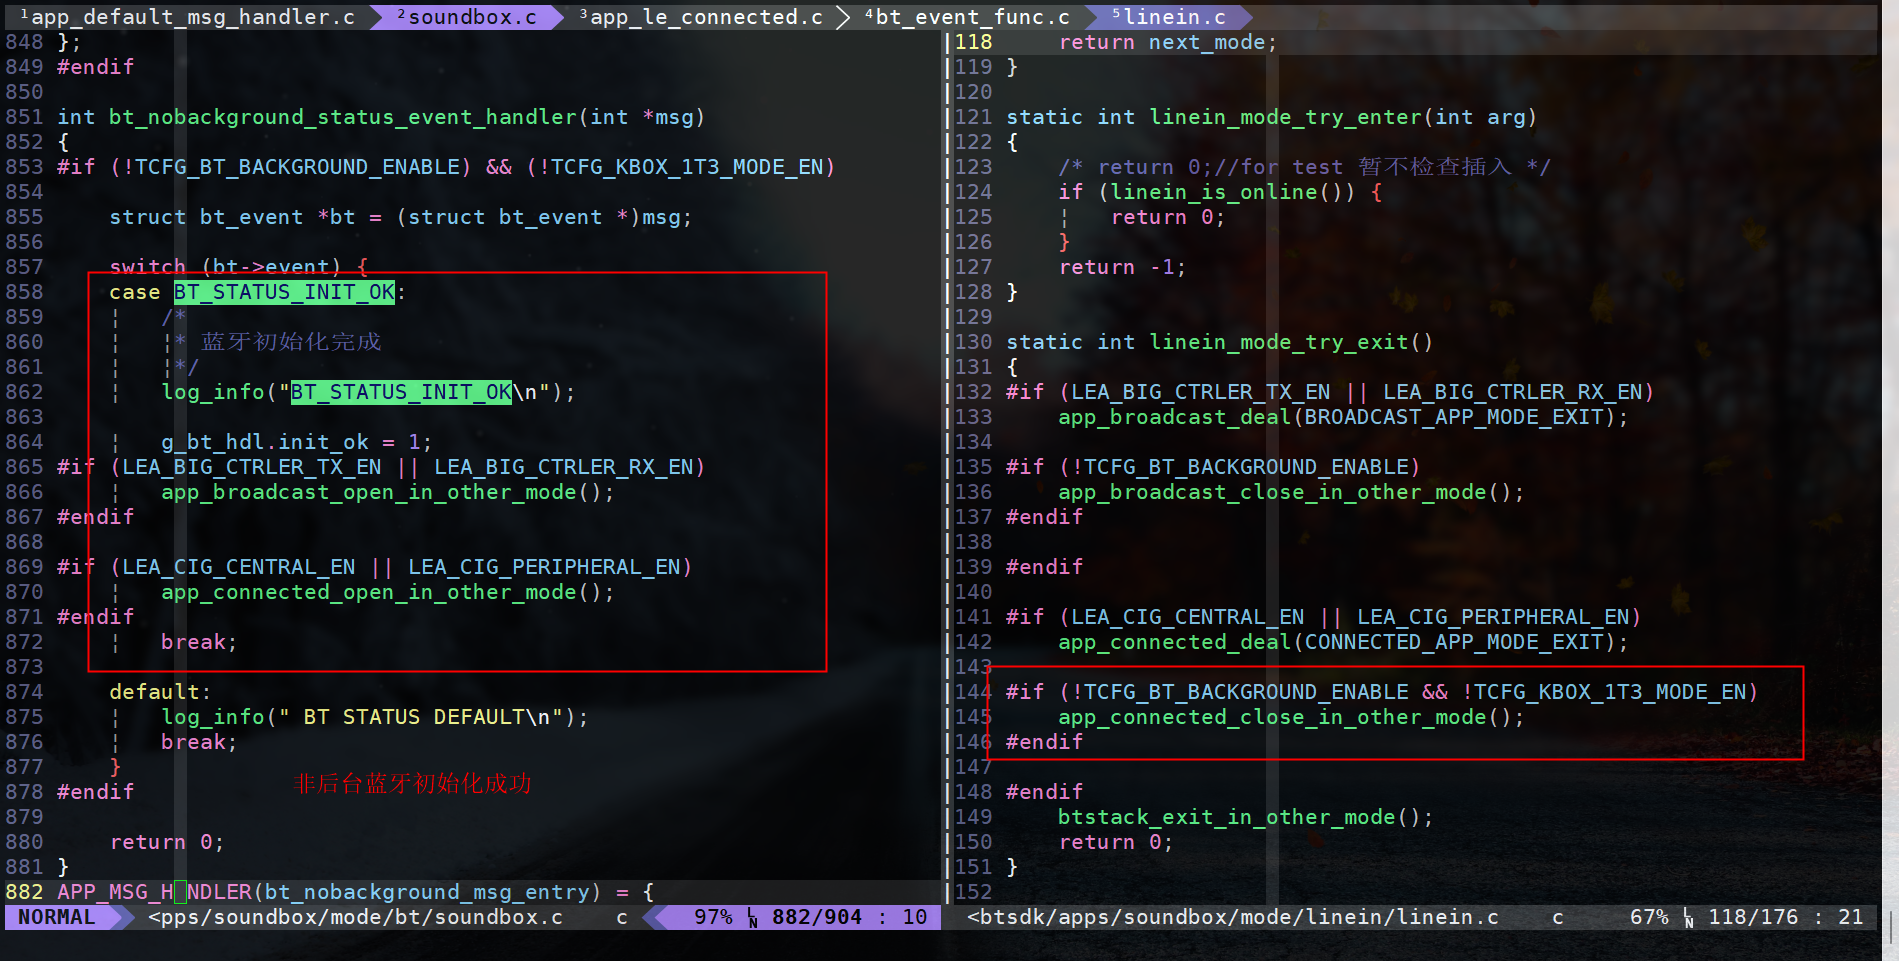 1app_default_msg_handler.c 2soundbox.c 3app_le_connected.c 4bt_event_func.c 5linein.c
848 };
849 #endif
850
851 int bt_nobackground_status_event_handler(int *msg)
852 {
853 #if (!TCFG_BT_BACKGROUND_ENABLE) && (!TCFG_KBOX_1T3_MODE_EN)
854
855     struct bt_event *bt = (struct bt_event *)msg;
856
857     switch (bt->event) {
858     case BT_STATUS_INIT_OK:
859     ¦   /*
860     ¦   ¦* 蓝牙初始化完成
861     ¦   ¦*/
862     ¦   log_info("BT_STATUS_INIT_OK\n");
863
864     ¦   g_bt_hdl.init_ok = 1;
865 #if (LEA_BIG_CTRLER_TX_EN || LEA_BIG_CTRLER_RX_EN)
866     ¦   app_broadcast_open_in_other_mode();
867 #endif
868
869 #if (LEA_CIG_CENTRAL_EN || LEA_CIG_PERIPHERAL_EN)
870     ¦   app_connected_open_in_other_mode();
871 #endif
872     ¦   break;
873
874     default:
875     ¦   log_info(" BT STATUS DEFAULT\n");
876     ¦   break;
877     }
非后台蓝牙初始化成功
878 #endif
879
880     return 0;
881 }
882 APP_MSG_HANDLER(bt_nobackground_msg_entry) = {
NORMAL <pps/soundbox/mode/bt/soundbox.c c 97% LN 882/904 : 10
118     return next_mode;
119 }
120
121 static int linein_mode_try_enter(int arg)
122 {
123     /* return 0;//for test 暂不检查插入 */
124     if (linein_is_online()) {
125     ¦   return 0;
126     }
127     return -1;
128 }
129
130 static int linein_mode_try_exit()
131 {
132 #if (LEA_BIG_CTRLER_TX_EN || LEA_BIG_CTRLER_RX_EN)
133     app_broadcast_deal(BROADCAST_APP_MODE_EXIT);
134
135 #if (!TCFG_BT_BACKGROUND_ENABLE)
136     app_broadcast_close_in_other_mode();
137 #endif
138
139 #endif
140
141 #if (LEA_CIG_CENTRAL_EN || LEA_CIG_PERIPHERAL_EN)
142     app_connected_deal(CONNECTED_APP_MODE_EXIT);
143
144 #if (!TCFG_BT_BACKGROUND_ENABLE && !TCFG_KBOX_1T3_MODE_EN)
145     app_connected_close_in_other_mode();
146 #endif
147
148 #endif
149     btstack_exit_in_other_mode();
150     return 0;
151 }
152
<btsdk/apps/soundbox/mode/linein/linein.c c 67% LN 118/176 : 21